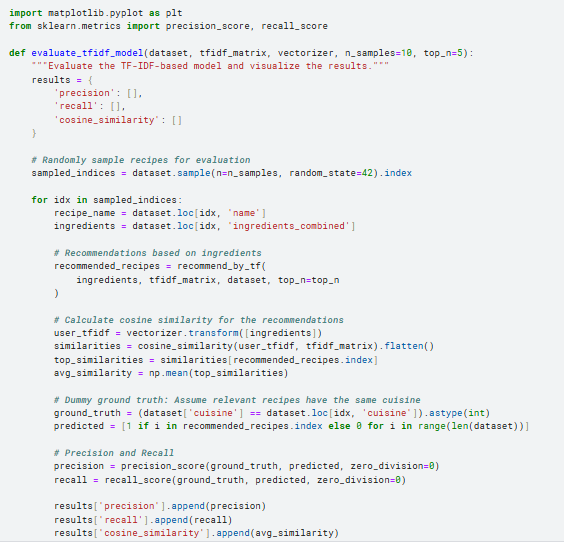 import matplotlib.pyplot as plt
from sklearn.metrics import precision_score, recall_score

def evaluate_tfidf_model(dataset, tfidf_matrix, vectorizer, n_samples=10, top_n=5):
    """Evaluate the TF-IDF-based model and visualize the results."""
    results = {
        'precision': [],
        'recall': [],
        'cosine_similarity': []
    }

    # Randomly sample recipes for evaluation
    sampled_indices = dataset.sample(n=n_samples, random_state=42).index

    for idx in sampled_indices:
        recipe_name = dataset.loc[idx, 'name']
        ingredients = dataset.loc[idx, 'ingredients_combined']

        # Recommendations based on ingredients
        recommended_recipes = recommend_by_tf(
            ingredients, tfidf_matrix, dataset, top_n=top_n
        )

        # Calculate cosine similarity for the recommendations
        user_tfidf = vectorizer.transform([ingredients])
        similarities = cosine_similarity(user_tfidf, tfidf_matrix).flatten()
        top_similarities = similarities[recommended_recipes.index]
        avg_similarity = np.mean(top_similarities)

        # Dummy ground truth: Assume relevant recipes have the same cuisine
        ground_truth = (dataset['cuisine'] == dataset.loc[idx, 'cuisine']).astype(int)
        predicted = [1 if i in recommended_recipes.index else 0 for i in range(len(dataset))]

        # Precision and Recall
        precision = precision_score(ground_truth, predicted, zero_division=0)
        recall = recall_score(ground_truth, predicted, zero_division=0)

        results['precision'].append(precision)
        results['recall'].append(recall)
        results['cosine_similarity'].append(avg_similarity)